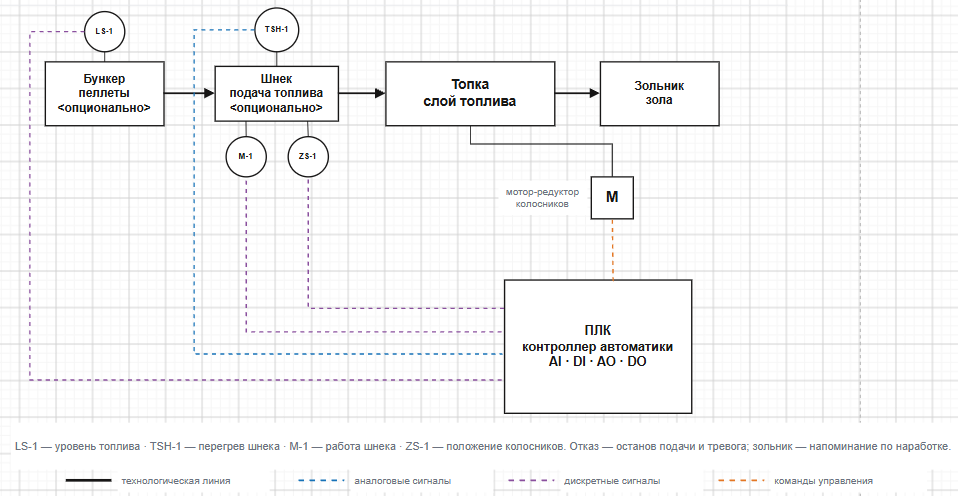 LS-1
TSH-1
Бункер
пеллеты
<опционально>
Шнек
подача топлива
<опционально>
Топка
слой топлива
Зольник
зола
M-1
ZS-1
мотор-редуктор
колосников
M
ПЛК
контроллер автоматики
AI · DI · AO · DO
LS-1 — уровень топлива · TSH-1 — перегрев шнека · M-1 — работа шнека · ZS-1 — положение колосников. Отказ — останов подачи и тревога; зольник — напоминание по наработке.
технологическая линия
аналоговые сигналы
дискретные сигналы
команды управления